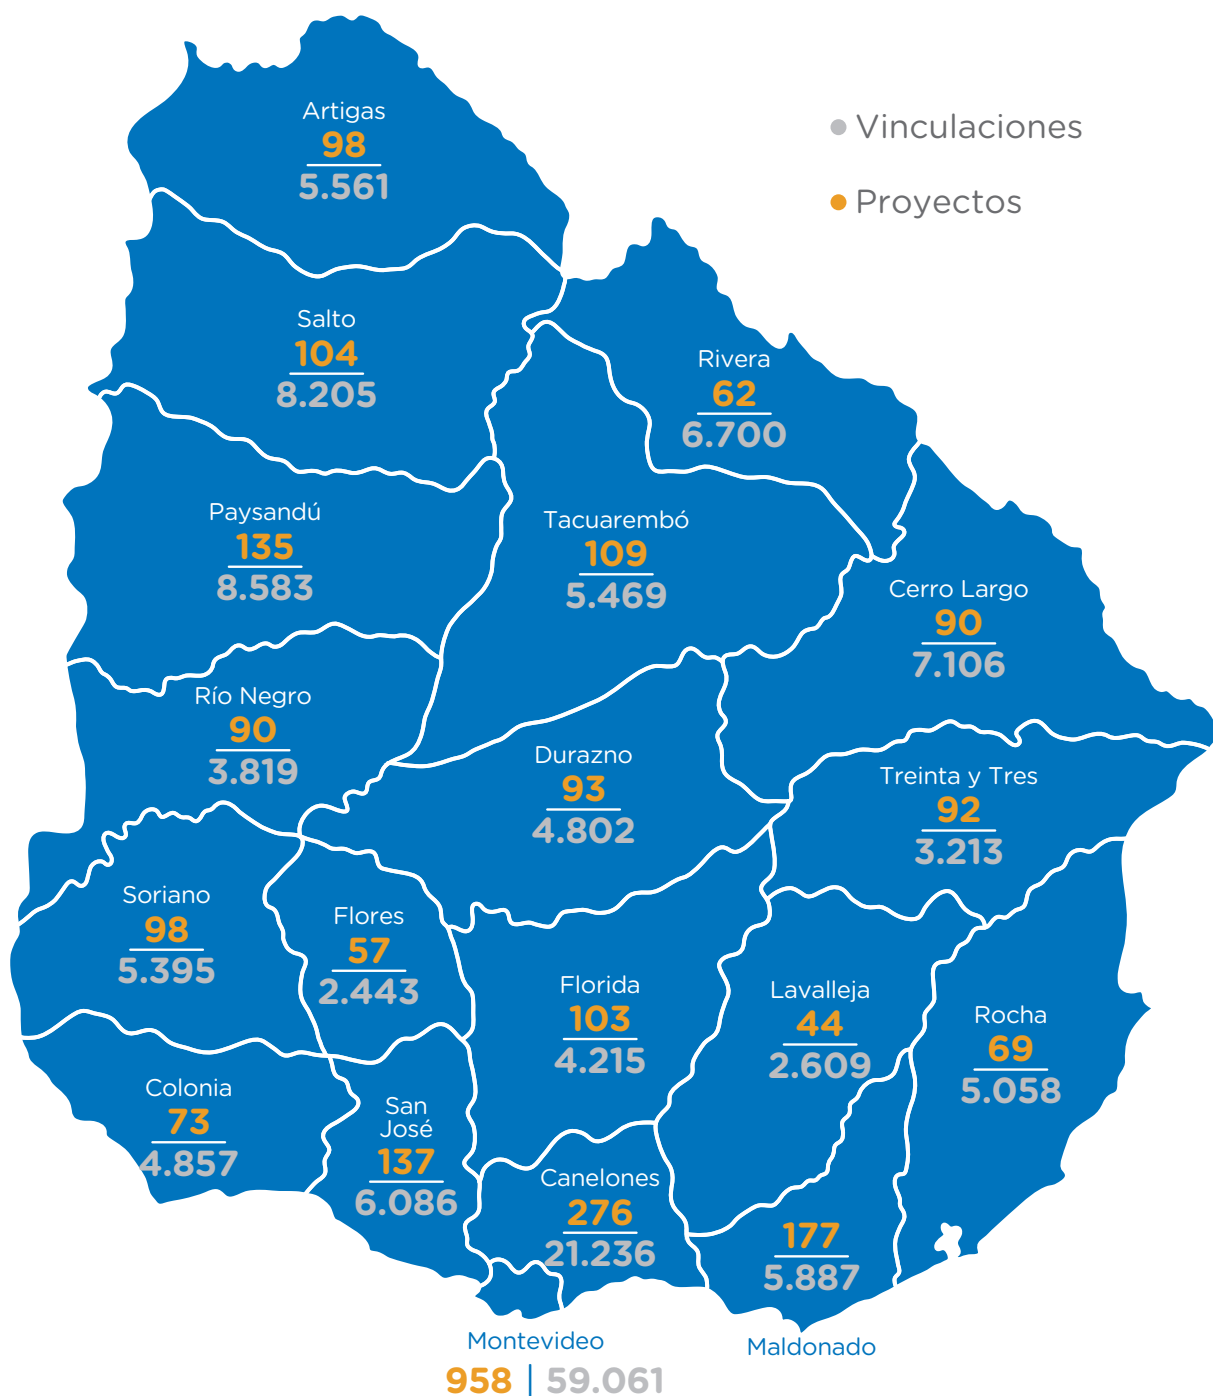 Vinculaciones
Proyectos
Artigas
98
5.561
Salto
104
8.205
Rivera
62
6.700
Paysandú
135
8.583
Tacuarembó
109
5.469
Cerro Largo
90
7.106
Río Negro
90
3.819
Durazno
93
4.802
Treinta y Tres
92
3.213
Soriano
98
5.395
Flores
57
2.443
Florida
103
4.215
Lavalleja
44
2.609
Rocha
69
5.058
Colonia
73
4.857
San
José
137
6.086
Canelones
276
21.236
177
5.887
Maldonado
Montevideo
958 | 59.061